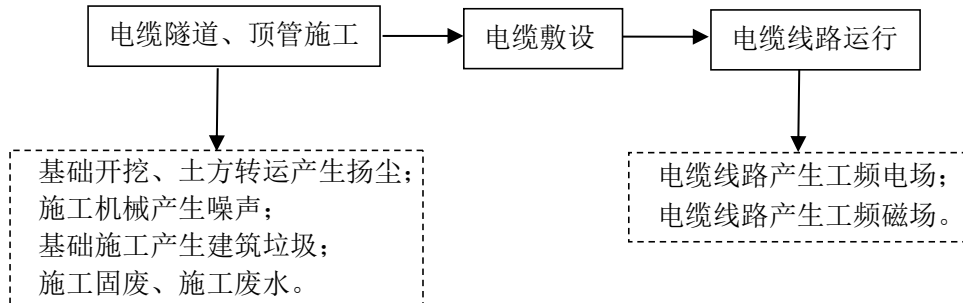 电缆隧道、顶管施工
电缆敷设
电缆线路运行
基础开挖、土方转运产生扬尘；
施工机械产生噪声；
基础施工产生建筑垃圾；
施工固废、施工废水。
电缆线路产生工频电场；
电缆线路产生工频磁场。